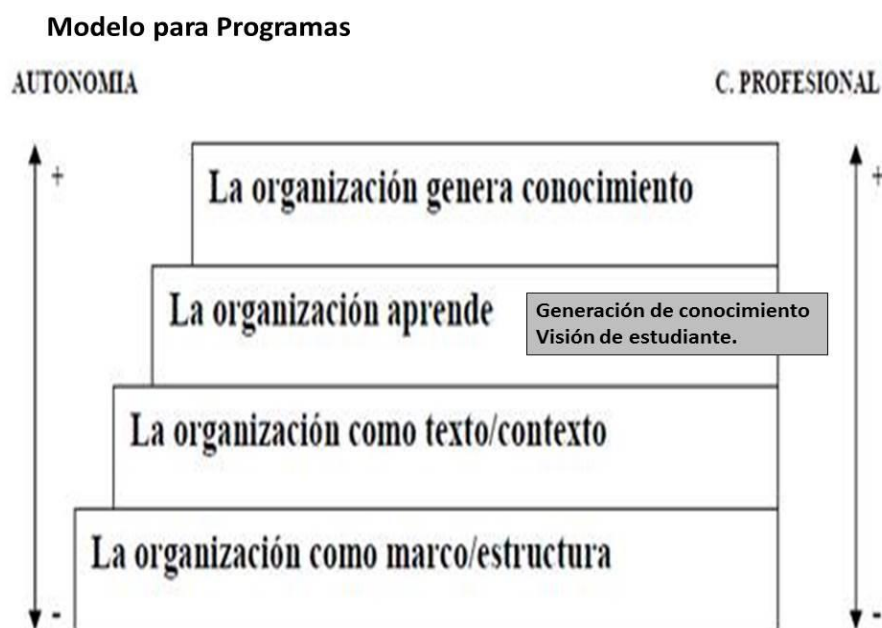 Modelo para Programas
AUTONOMIA
C. PROFESIONAL
+
+
La organización genera conocimiento
La organización aprende
Generación de conocimiento
Visión de estudiante.
La organización como texto/contexto
La organización como marco/estructura
-
-